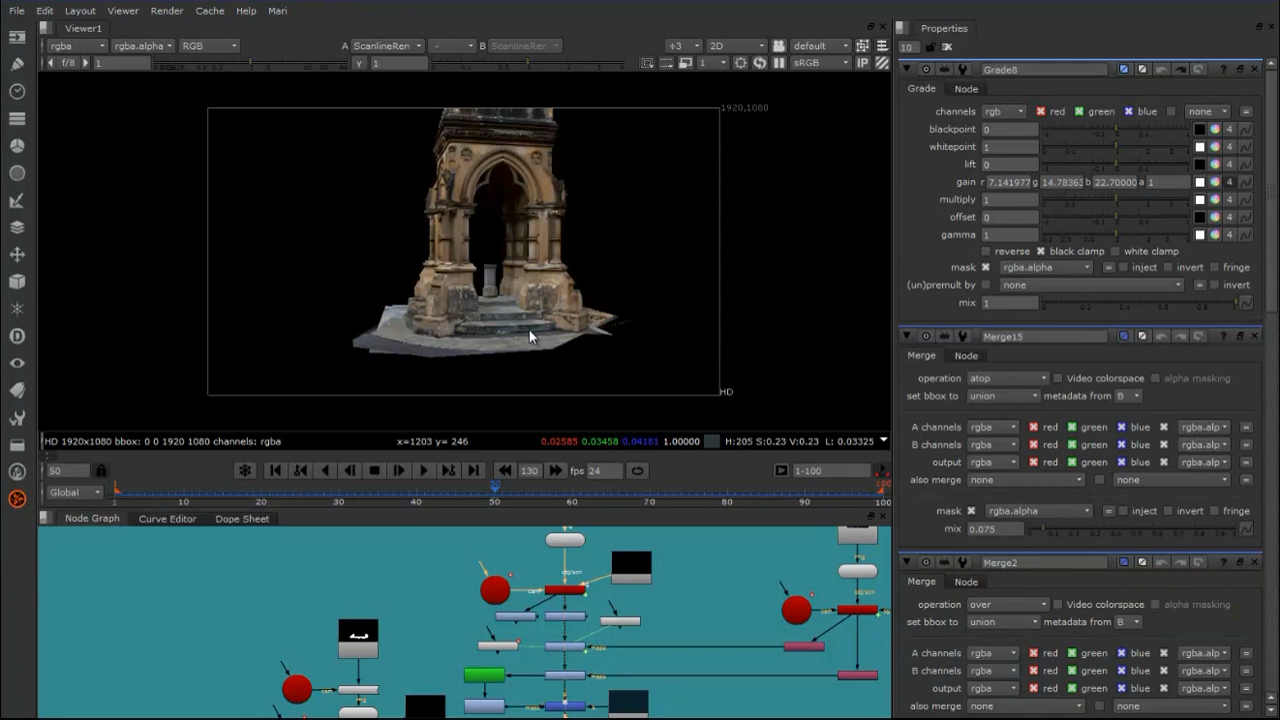 File Edit Layout Viewer Render Cache Help Mari
Viewer1
rgba rgba.alpha RGB A ScanlineRen - B ScanlineRen ÷3 2D default
f/8 1 y 1 1 sRGB IP
1920,1080
HD
HD 1920x1080 bbox: 0 0 1920 1080 channels: rgba x=1203 y= 246 0.02585 0.03458 0.04181 1.00000 H:205 S:0.23 V:0.23 L: 0.03325
50 130 fps 24 1-100
Global 1 10 20 30 40 50 60 70 80 90 100 100
Node Graph Curve Editor Dope Sheet
Properties
10
Grade8
Grade Node
channels rgb red green blue none =
blackpoint 0 4
whitepoint 1 4
lift 0 4
gain r 7.141977 g 14.78363 b 22.70000 a 1 4
multiply 1 4
offset 0 4
gamma 1 4
reverse black clamp white clamp
mask rgba.alpha = inject invert fringe
(un)premult by none = invert
mix 1
Merge15
Merge Node
operation atop Video colorspace alpha masking
set bbox to union metadata from B
A channels rgba red green blue rgba.alp =
B channels rgba red green blue rgba.alp =
output rgba red green blue rgba.alp =
also merge none none =
mask rgba.alpha = inject invert fringe
mix 0.075
Merge2
Merge Node
operation over Video colorspace alpha masking
set bbox to union metadata from B
A channels rgba red green blue rgba.alp =
B channels rgba red green blue rgba.alp =
output rgba red green blue rgba.alp =
also merge none none =